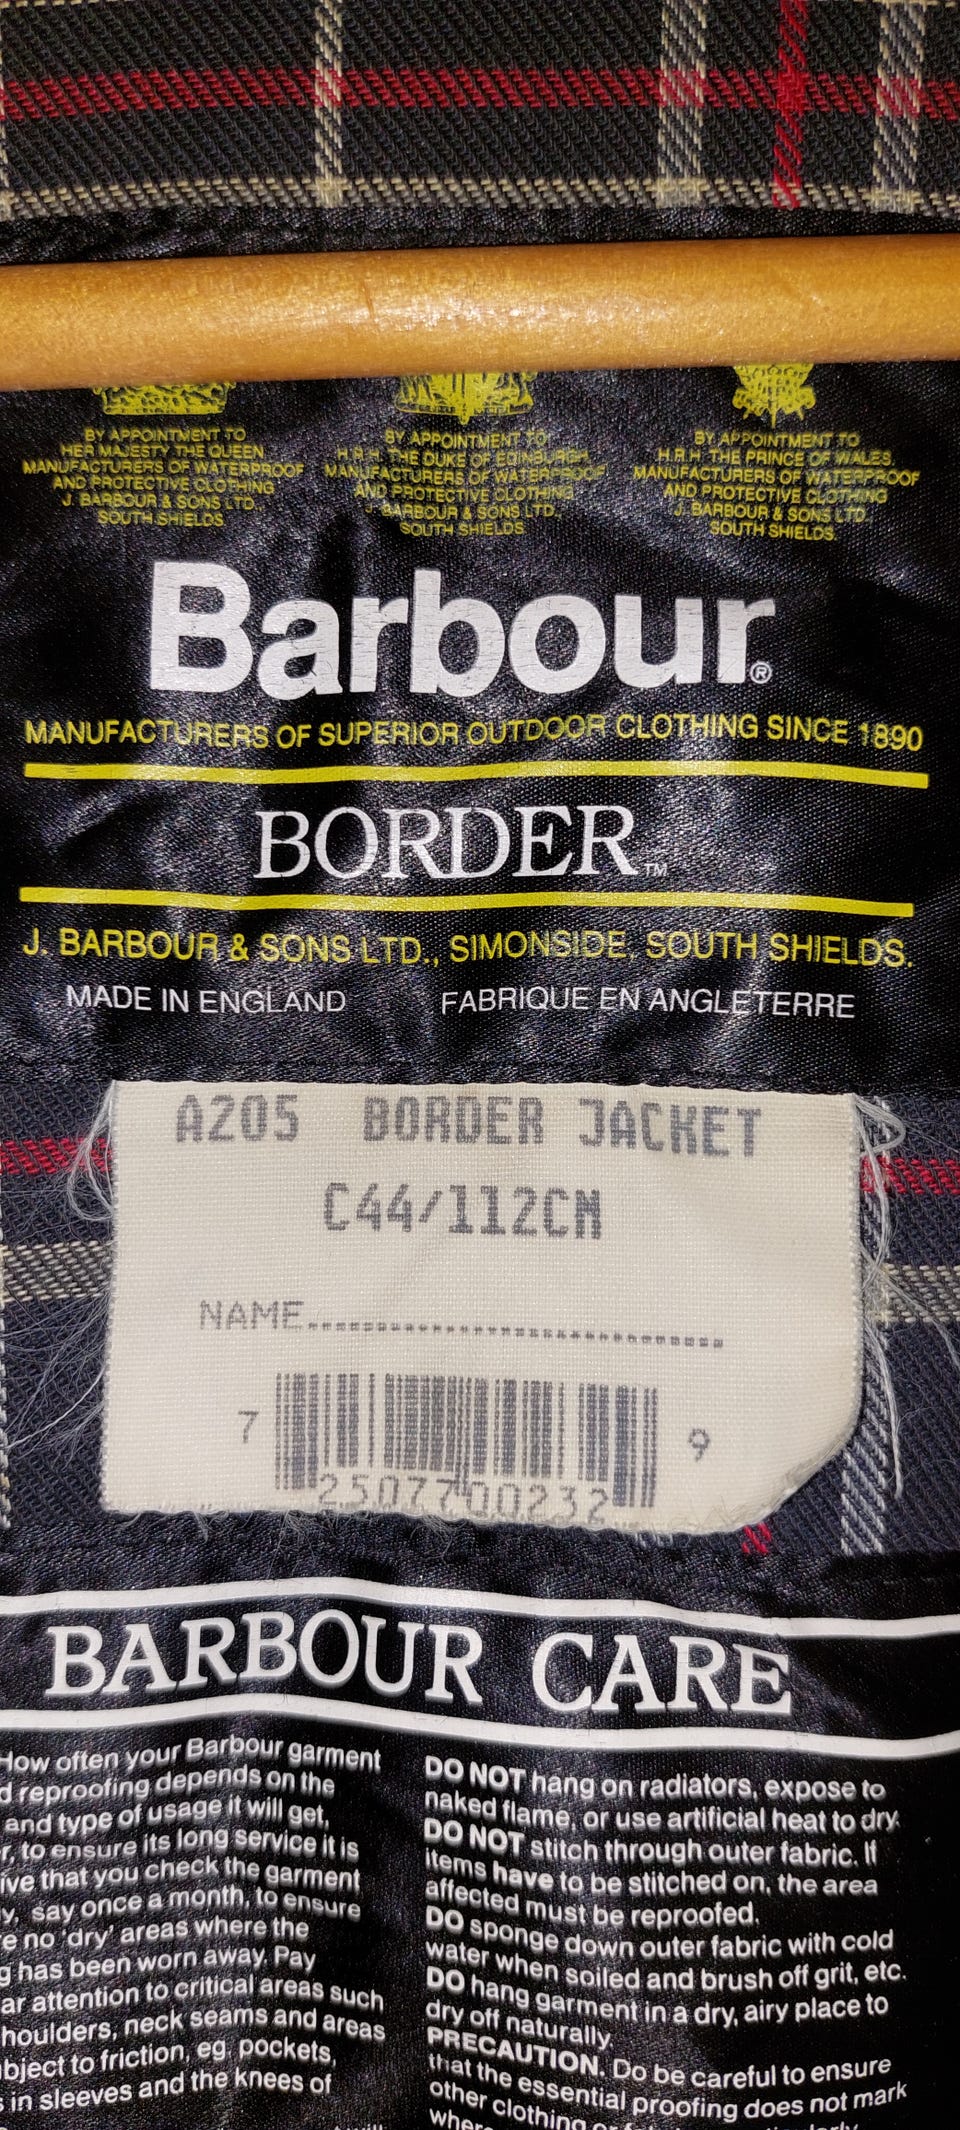 BY APPOINTMENT TO
HER MAJESTY THE QUEEN
MANUFACTURERS OF WATERPROOF
AND PROTECTIVE CLOTHING
J. BARBOUR & SONS LTD.
SOUTH SHIELDS
BY APPOINTMENT TO
H.R.H. THE DUKE OF EDINBURGH
MANUFACTURERS OF WATERPROOF
AND PROTECTIVE CLOTHING
J. BARBOUR & SONS LTD.
SOUTH SHIELDS
BY APPOINTMENT TO
H.R.H THE PRINCE OF WALES
MANUFACTURERS OF WATERPROOF
AND PROTECTIVE CLOTHING
J. BARBOUR & SONS LTD.
SOUTH SHIELDS.
Barbour®
MANUFACTURERS OF SUPERIOR OUTDOOR CLOTHING SINCE 1890
BORDER™
J. BARBOUR & SONS LTD., SIMONSIDE, SOUTH SHIELDS.
MADE IN ENGLAND FABRIQUE EN ANGLETERRE
A205 BORDER JACKET
C44/112CM
NAME........................................
7 25077 00232 9
BARBOUR CARE
How often your Barbour garment
reproofing depends on the
and type of usage it will get,
to ensure its long service it is
that you check the garment
say once a month, to ensure
no 'dry' areas where the
has been worn away. Pay
attention to critical areas such
shoulders, neck seams and areas
to friction, eg. pockets,
in sleeves and the knees of
DO NOT hang on radiators, expose to
naked flame, or use artificial heat to dry.
DO NOT stitch through outer fabric. If
items have to be stitched on, the area
affected must be reproofed.
DO sponge down outer fabric with cold
water when soiled and brush off grit, etc.
DO hang garment in a dry, airy place to
dry off naturally.
PRECAUTION. Do be careful to ensure
that the essential proofing does not mark
other clothing or